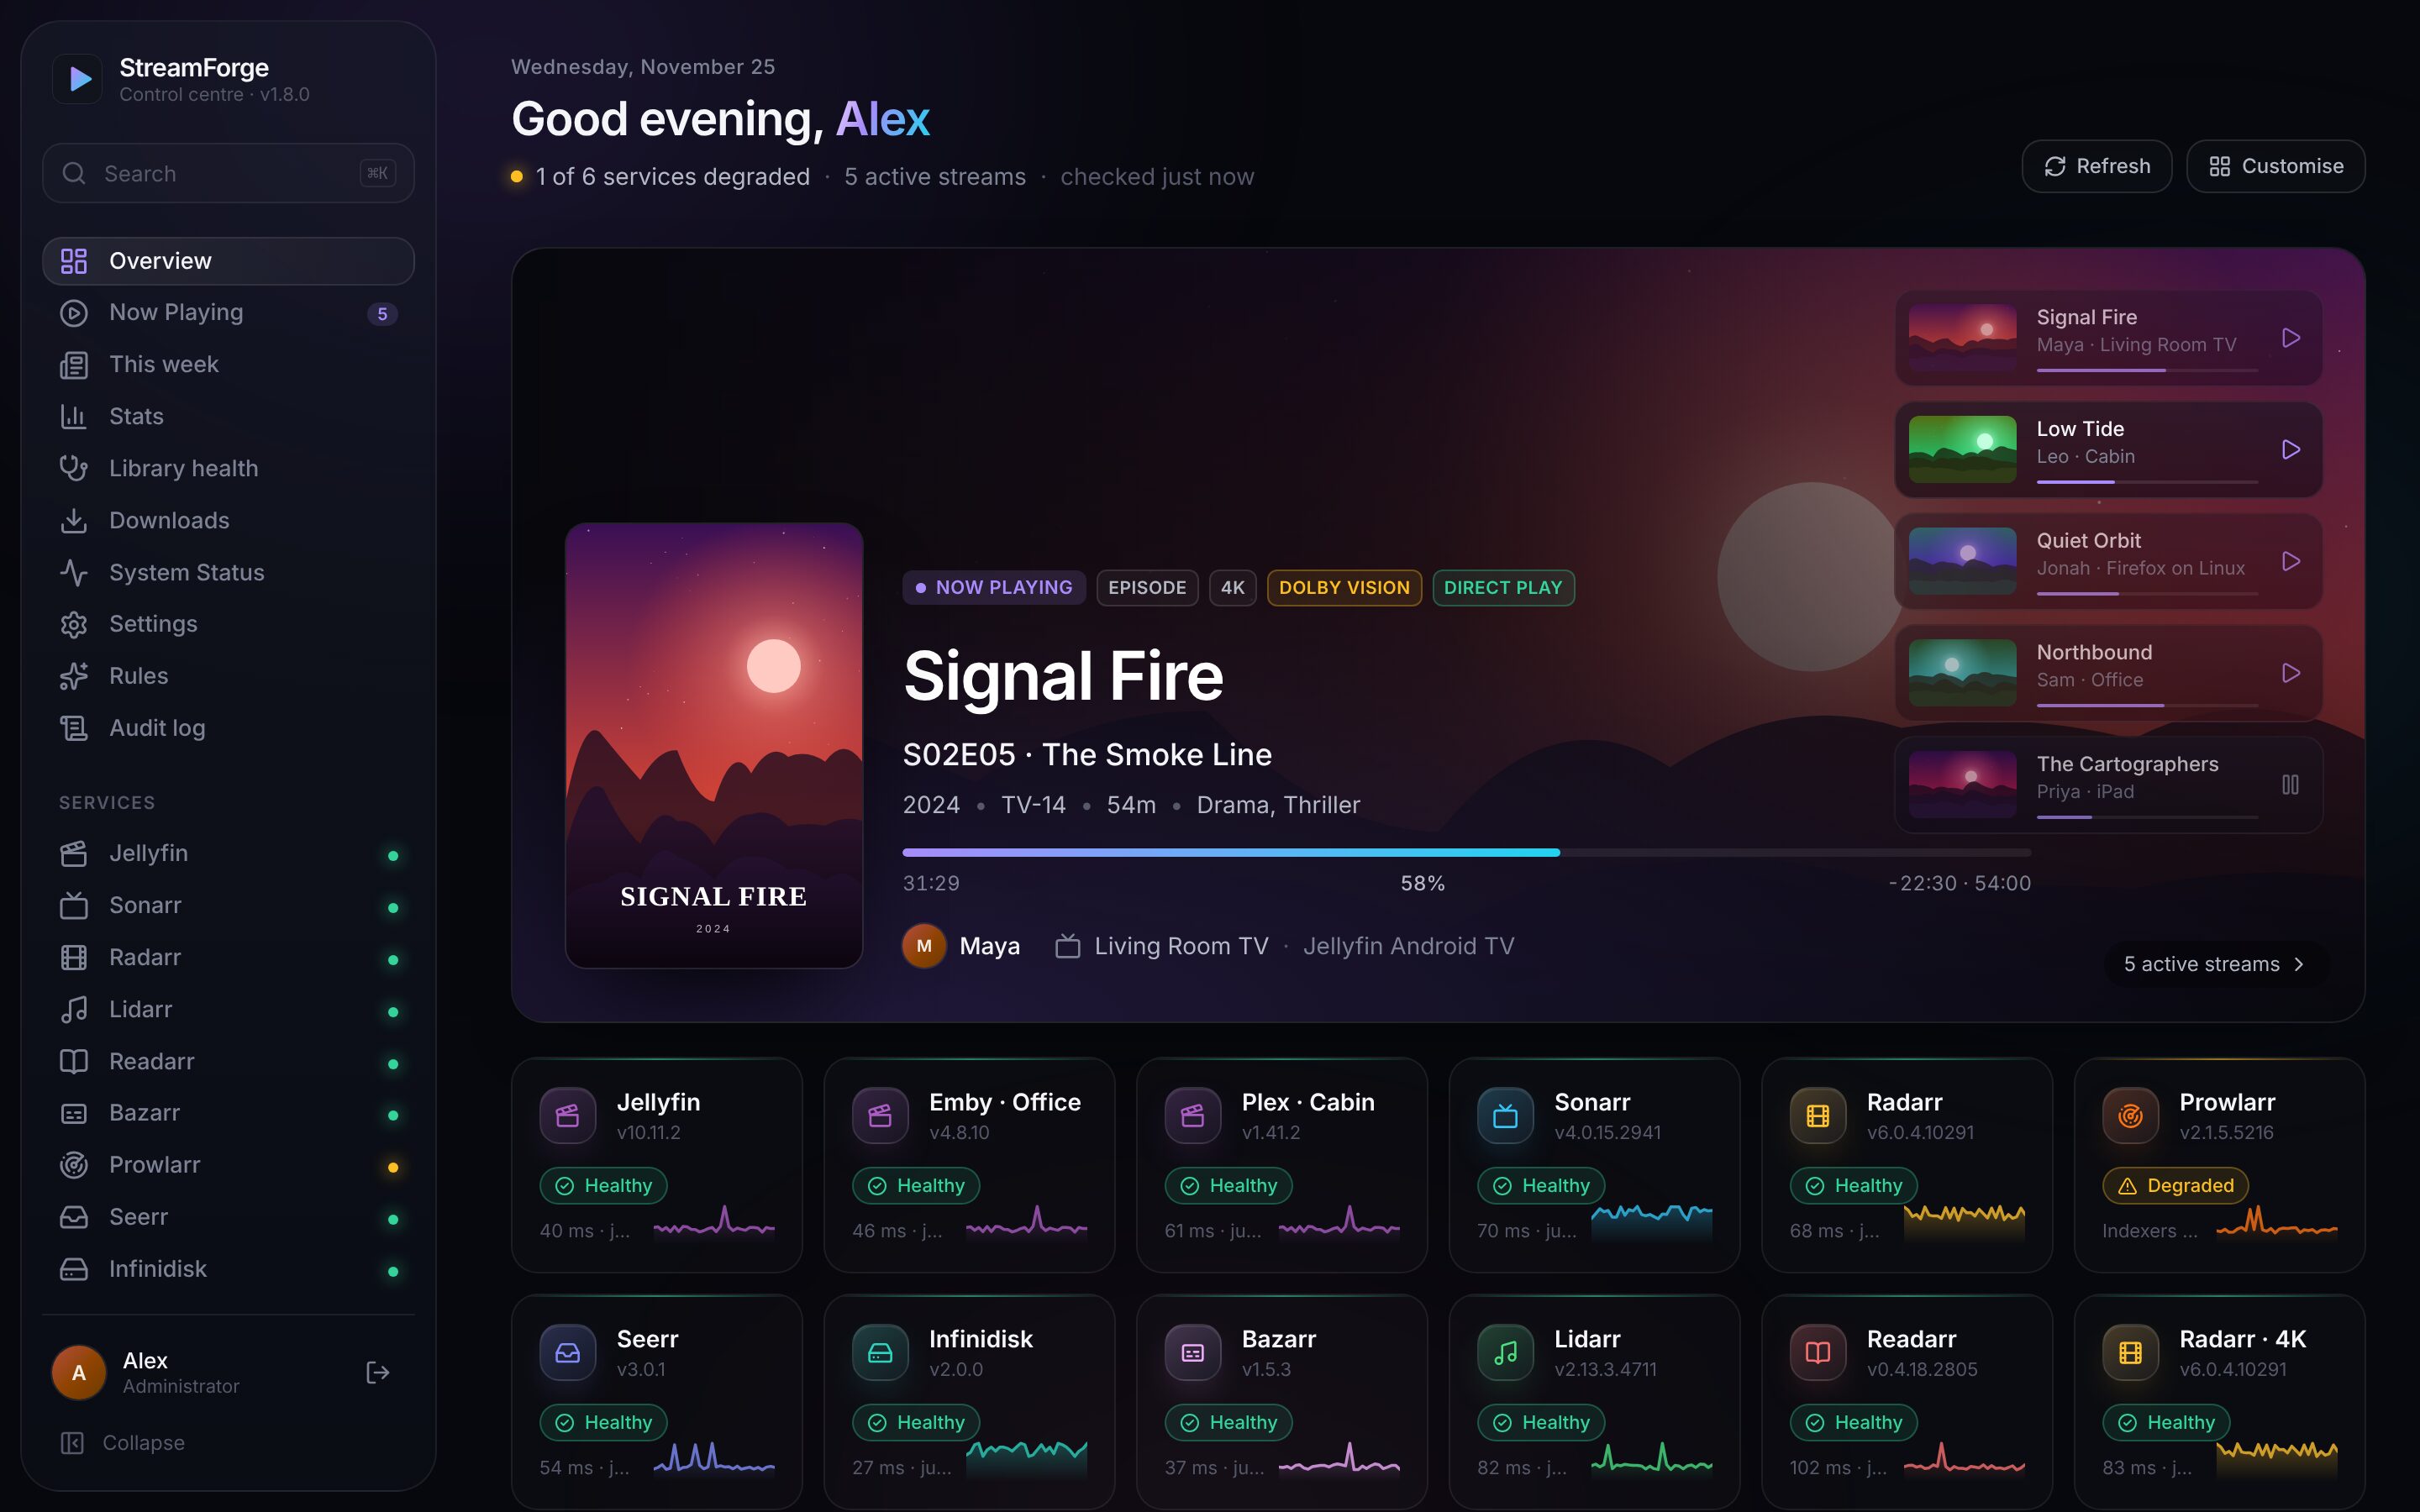 StreamForge
Control centre · v1.8.0
Search ⌘K
Overview
Now Playing 5
This week
Stats
Library health
Downloads
System Status
Settings
Rules
Audit log
SERVICES
Jellyfin
Sonarr
Radarr
Lidarr
Readarr
Bazarr
Prowlarr
Seerr
Infinidisk
A
Alex
Administrator
Collapse
Wednesday, November 25
Good evening, Alex
1 of 6 services degraded · 5 active streams · checked just now
Refresh
Customise
SIGNAL FIRE
2024
NOW PLAYING EPISODE 4K DOLBY VISION DIRECT PLAY
Signal Fire
S02E05 · The Smoke Line
2024 • TV-14 • 54m • Drama, Thriller
31:29 58% -22:30 · 54:00
M Maya Living Room TV · Jellyfin Android TV
Signal Fire
Maya · Living Room TV
Low Tide
Leo · Cabin
Quiet Orbit
Jonah · Firefox on Linux
Northbound
Sam · Office
The Cartographers
Priya · iPad
5 active streams
Jellyfin
v10.11.2
Healthy
40 ms · j...
Emby · Office
v4.8.10
Healthy
46 ms · j...
Plex · Cabin
v1.41.2
Healthy
61 ms · ju...
Sonarr
v4.0.15.2941
Healthy
70 ms · ju...
Radarr
v6.0.4.10291
Healthy
68 ms · j...
Prowlarr
v2.1.5.5216
Degraded
Indexers ...
Seerr
v3.0.1
Healthy
54 ms · j...
Infinidisk
v2.0.0
Healthy
27 ms · ju...
Bazarr
v1.5.3
Healthy
37 ms · ju...
Lidarr
v2.13.3.4711
Healthy
82 ms · j...
Readarr
v0.4.18.2805
Healthy
102 ms · j...
Radarr · 4K
v6.0.4.10291
Healthy
83 ms · j...